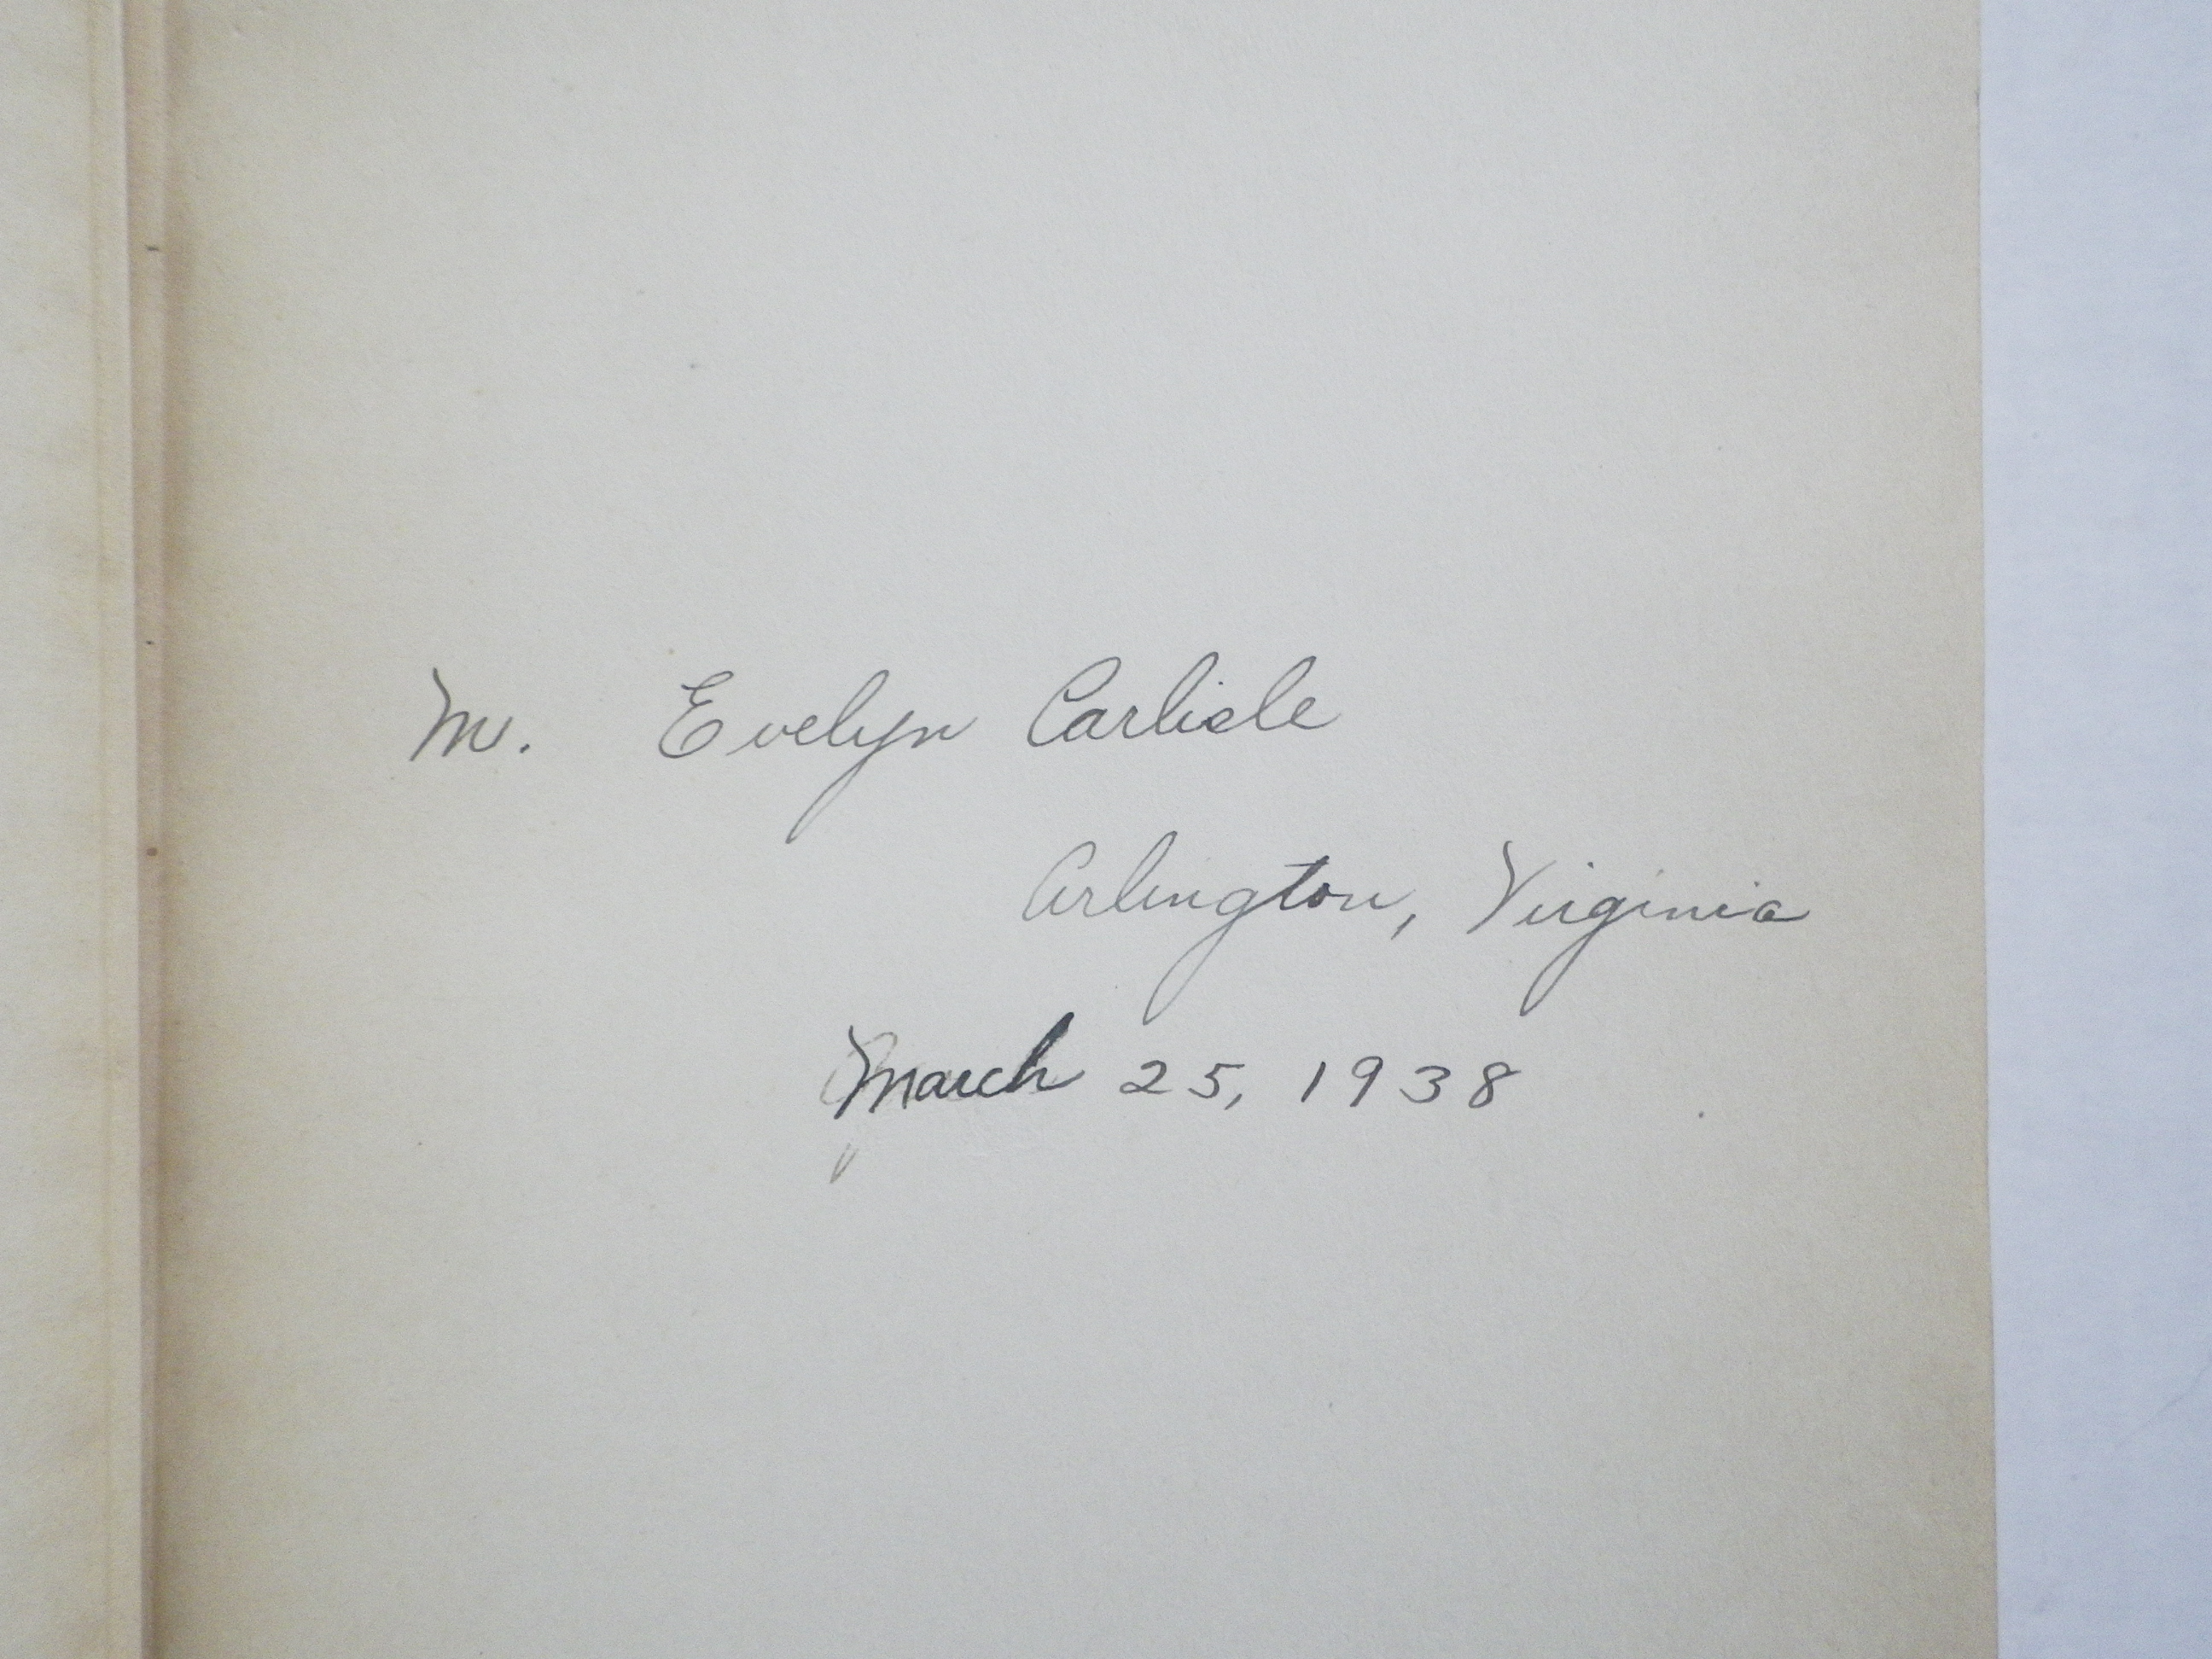 M. Evelyn Carlisle
Arlington, Virginia
March 25, 1938